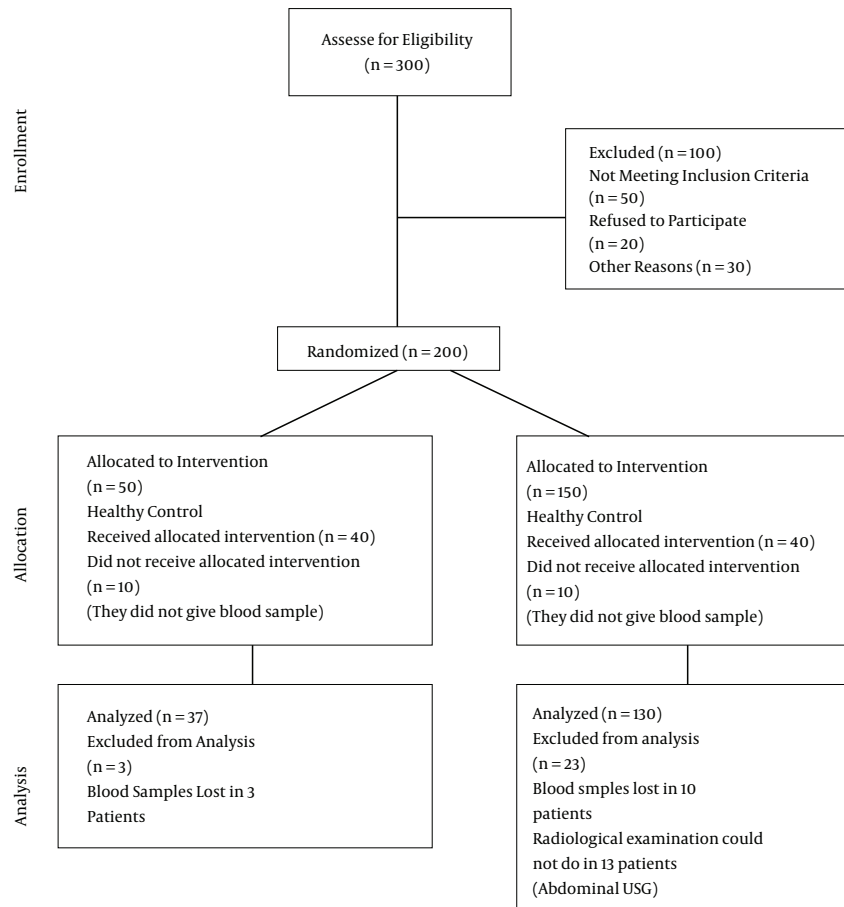 Assesse for Eligibility
(n = 300)
Enrollment
Excluded (n = 100)
Not Meeting Inclusion Criteria
(n = 50)
Refused to Participate
(n = 20)
Other Reasons (n = 30)
Randomized (n = 200)
Allocation
Allocated to Intervention
(n = 50)
Healthy Control
Received allocated intervention (n = 40)
Did not receive allocated intervention
(n = 10)
(They did not give blood sample)
Allocated to Intervention
(n = 150)
Healthy Control
Received allocated intervention (n = 40)
Did not receive allocated intervention
(n = 10)
(They did not give blood sample)
Analysis
Analyzed (n = 37)
Excluded from Analysis
(n = 3)
Blood Samples Lost in 3
Patients
Analyzed (n = 130)
Excluded from analysis
(n = 23)
Blood smples lost in 10
patients
Radiological examination could
not do in 13 patients
(Abdominal USG)